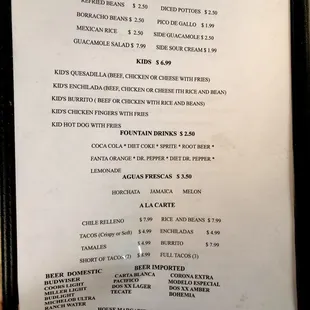 REFRIED BEANS $ 2.50 DICED POTTOES $ 2.50
BORRACHO BEANS $ 2.50 PICO DE GALLO $ 1.99
MEXICAN RICE $ 2.50 SIDE GUACAMOLE $ 2.50
GUACAMOLE SALAD $ 7.99 SIDE SOUR CREAM $ 1.99
KIDS $ 6.99
KID'S QUESADILLA (BEEF, CHICKEN OR CHEESE WITH FRIES)
KID'S ENCHILADA (BEEF, CHICKEN OR CHEESE ITH RICE AND BEAN)
KID'S BURRITO ( BEEF OR CHICKEN WITH RICE AND BEANS)
KID'S CHICKEN FINGERS WITH FRIES
KID HOT DOG WITH FRIES
FOUNTAIN DRINKS $ 2.50
COCA COLA * DIET COKE * SPRITE * ROOT BEER *
FANTA ORANGE * DR. PEPPER * DIET DR. PEPPER *
LEMONADE
AGUAS FRESCAS $ 3.50
HORCHATA JAMAICA MELON
A LA CARTE
CHILE RELLENO $ 7.99 RICE AND BEANS $ 7.99
TACOS (Crispy or Soft) $ 4.99 ENCHILADAS $ 4.99
TAMALES $ 4.99 BURRITO $ 7.99
SHORT OF TACOS (2) $ 4.99 FULL TACOS (3)
BEER DOMESTIC BEER IMPORTED
BUDWISER CARTA BLANCA CORONA EXTRA
COORS LIGHT PACIFICO MODELO ESPECIAL
MILLER LIGHT DOS XX LAGER DOS XX AMBER
BUDLIGHT TECATE BOHEMIA
MICHELOB ULTRA
RANCH WATER
HOUSE